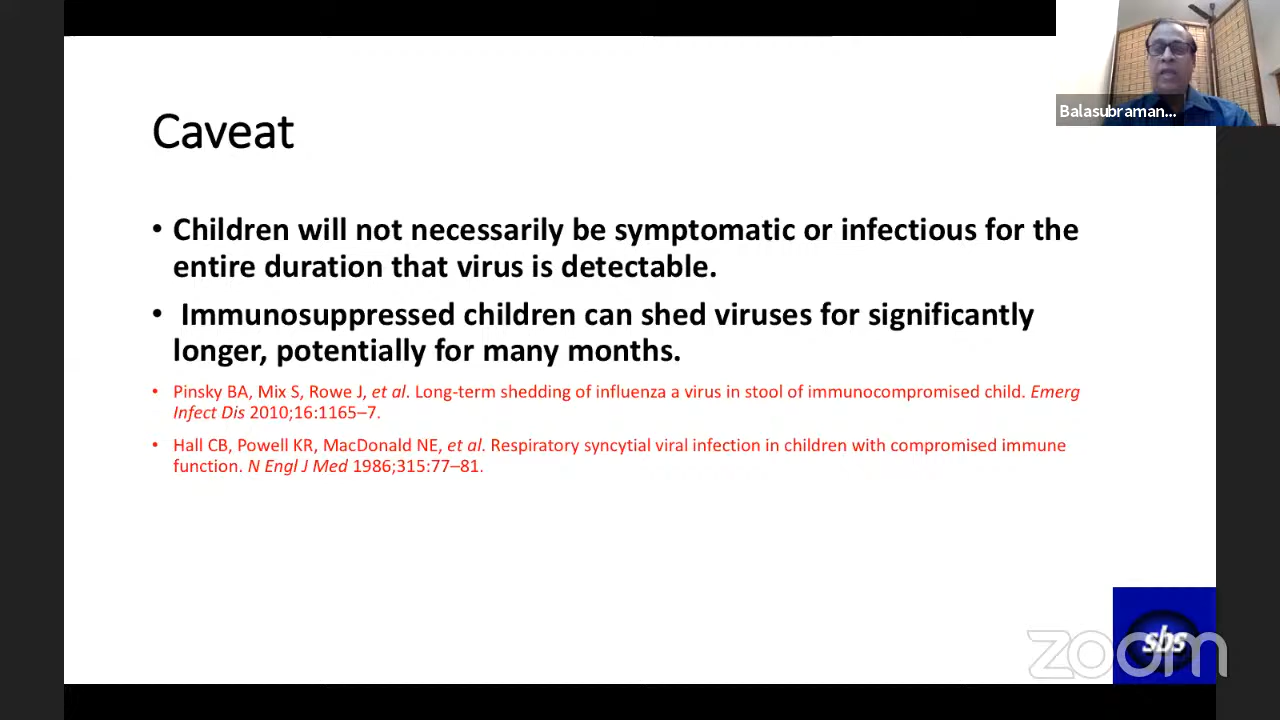 Balasubraman...
Caveat
• Children will not necessarily be symptomatic or infectious for the
entire duration that virus is detectable.
• Immunosuppressed children can shed viruses for significantly
longer, potentially for many months.
• Pinsky BA, Mix S, Rowe J, et al. Long-term shedding of influenza a virus in stool of immunocompromised child. Emerg
Infect Dis 2010;16:1165–7.
• Hall CB, Powell KR, MacDonald NE, et al. Respiratory syncytial viral infection in children with compromised immune
function. N Engl J Med 1986;315:77–81.
sbs
zoom